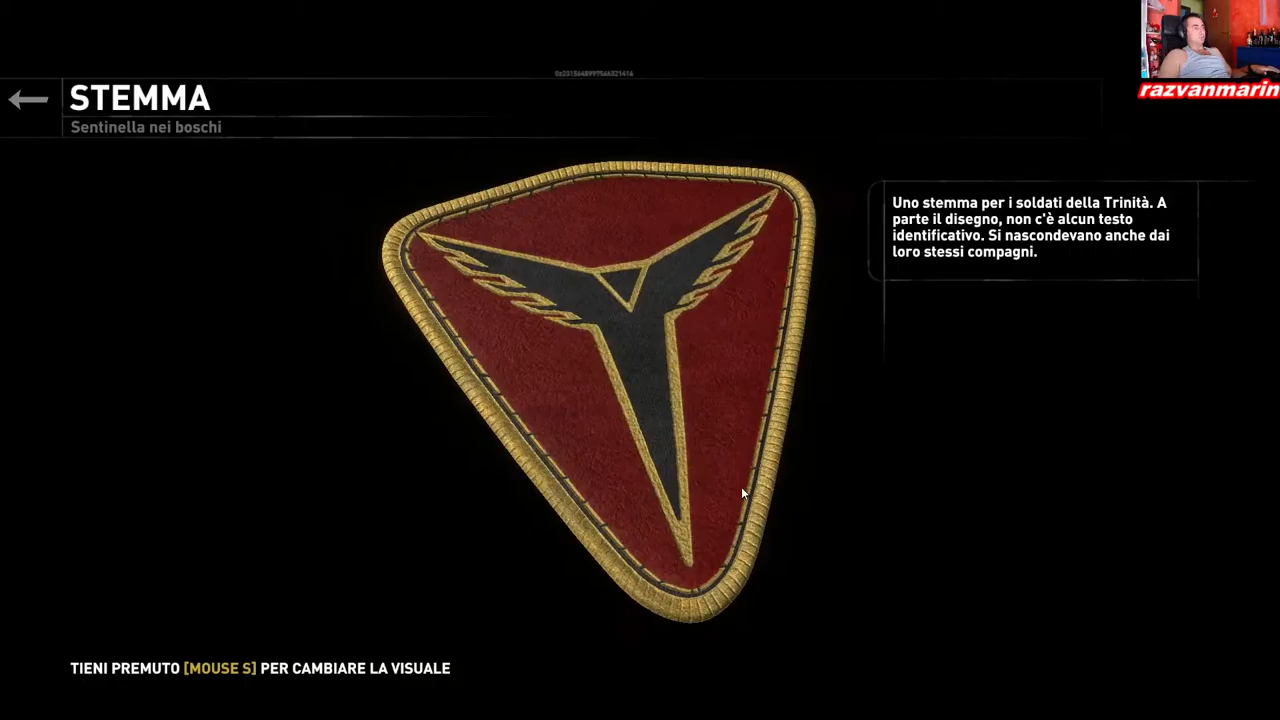 STEMMA
Sentinella nei boschi
razvanmarin
Uno stemma per i soldati della Trinità. A
parte il disegno, non c'è alcun testo
identificativo. Si nascondevano anche dai
loro stessi compagni.
TIENI PREMUTO [MOUSE S] PER CAMBIARE LA VISUALE